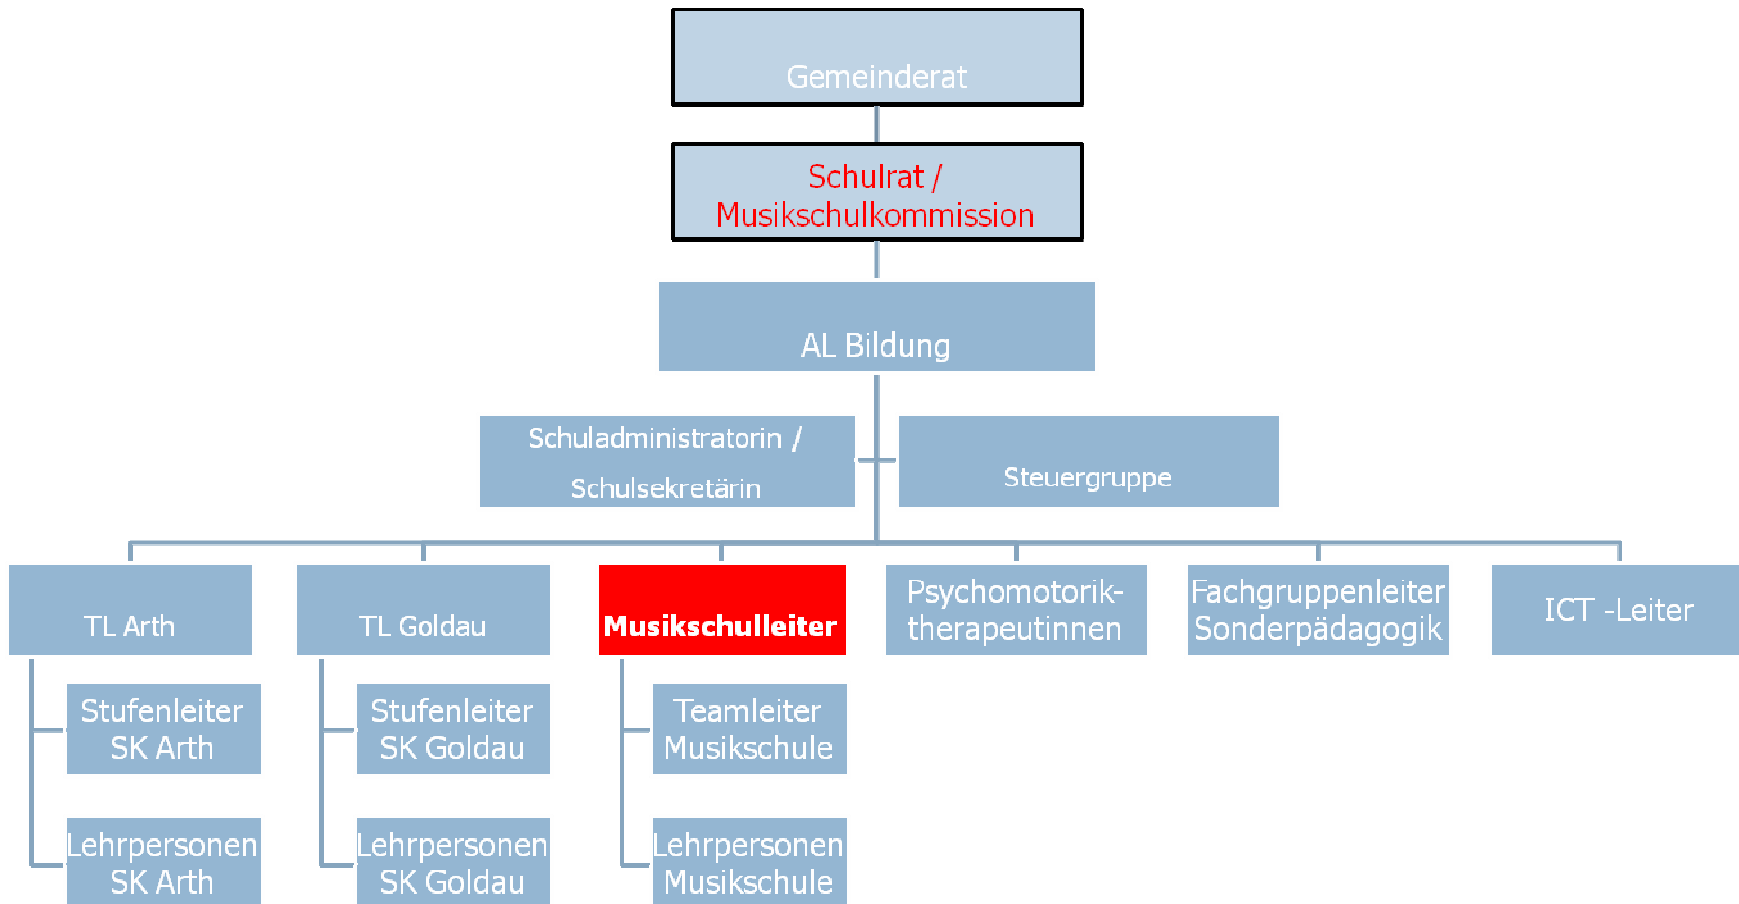 Gemeinderat
Schulrat /
Musikschulkommission
AL Bildung
Schuladministratorin /
Schulsekretärin
Steuergruppe
TL Arth
TL Goldau
Musikschulleiter
Psychomotorik-
therapeutinnen
Fachgruppenleiter
Sonderpädagogik
ICT -Leiter
Stufenleiter
SK Arth
Stufenleiter
SK Goldau
Teamleiter
Musikschule
Lehrpersonen
SK Arth
Lehrpersonen
SK Goldau
Lehrpersonen
Musikschule